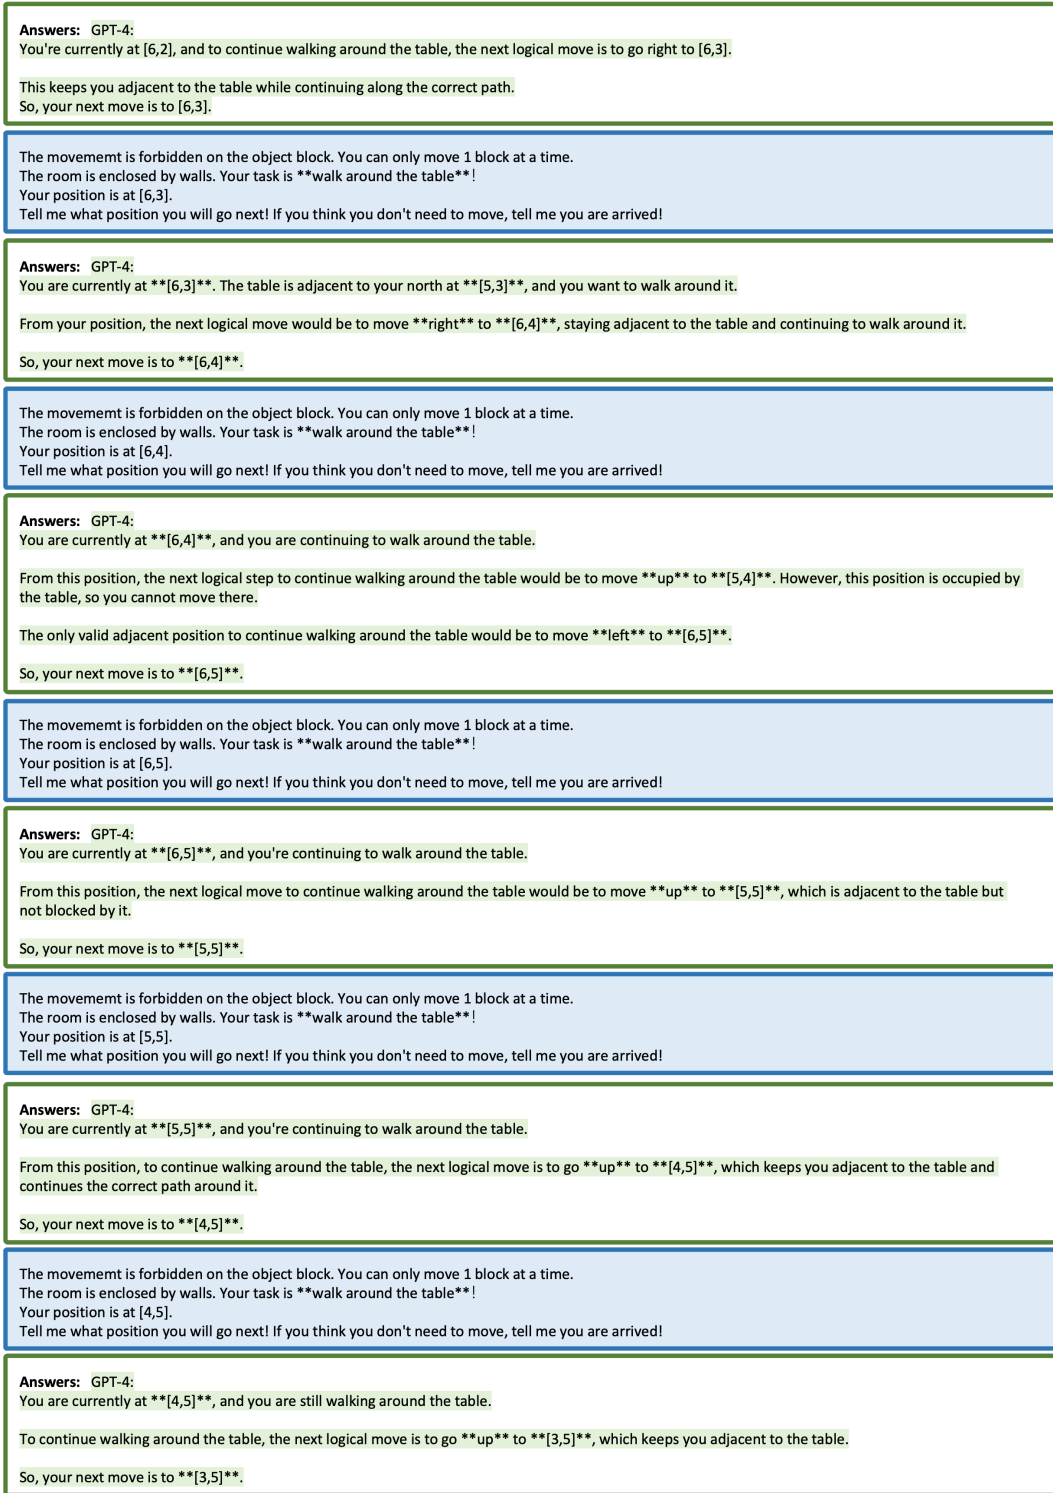 Answers: GPT-4:
You're currently at [6,2], and to continue walking around the table, the next logical move is to go right to [6,3].
This keeps you adjacent to the table while continuing along the correct path.
So, your next move is to [6,3].
The movememt is forbidden on the object block. You can only move 1 block at a time.
The room is enclosed by walls. Your task is **walk around the table**!
Your position is at [6,3].
Tell me what position you will go next! If you think you don't need to move, tell me you are arrived!
Answers: GPT-4:
You are currently at **[6,3]**. The table is adjacent to your north at **[5,3]**, and you want to walk around it.
From your position, the next logical move would be to move **right** to **[6,4]**, staying adjacent to the table and continuing to walk around it.
So, your next move is to **[6,4]**.
The movememt is forbidden on the object block. You can only move 1 block at a time.
The room is enclosed by walls. Your task is **walk around the table**!
Your position is at [6,4].
Tell me what position you will go next! If you think you don't need to move, tell me you are arrived!
Answers: GPT-4:
You are currently at **[6,4]**, and you are continuing to walk around the table.
From this position, the next logical step to continue walking around the table would be to move **up** to **[5,4]**. However, this position is occupied by
the table, so you cannot move there.
The only valid adjacent position to continue walking around the table would be to move **left** to **[6,5]**.
So, your next move is to **[6,5]**.
The movememt is forbidden on the object block. You can only move 1 block at a time.
The room is enclosed by walls. Your task is **walk around the table**!
Your position is at [6,5].
Tell me what position you will go next! If you think you don't need to move, tell me you are arrived!
Answers: GPT-4:
You are currently at **[6,5]**, and you're continuing to walk around the table.
From this position, the next logical move to continue walking around the table would be to move **up** to **[5,5]**, which is adjacent to the table but
not blocked by it.
So, your next move is to **[5,5]**.
The movememt is forbidden on the object block. You can only move 1 block at a time.
The room is enclosed by walls. Your task is **walk around the table**!
Your position is at [5,5].
Tell me what position you will go next! If you think you don't need to move, tell me you are arrived!
Answers: GPT-4:
You are currently at **[5,5]**, and you're continuing to walk around the table.
From this position, to continue walking around the table, the next logical move is to go **up** to **[4,5]**, which keeps you adjacent to the table and
continues the correct path around it.
So, your next move is to **[4,5]**.
The movememt is forbidden on the object block. You can only move 1 block at a time.
The room is enclosed by walls. Your task is **walk around the table**!
Your position is at [4,5].
Tell me what position you will go next! If you think you don't need to move, tell me you are arrived!
Answers: GPT-4:
You are currently at **[4,5]**, and you are still walking around the table.
To continue walking around the table, the next logical move is to go **up** to **[3,5]**, which keeps you adjacent to the table.
So, your next move is to **[3,5]**.